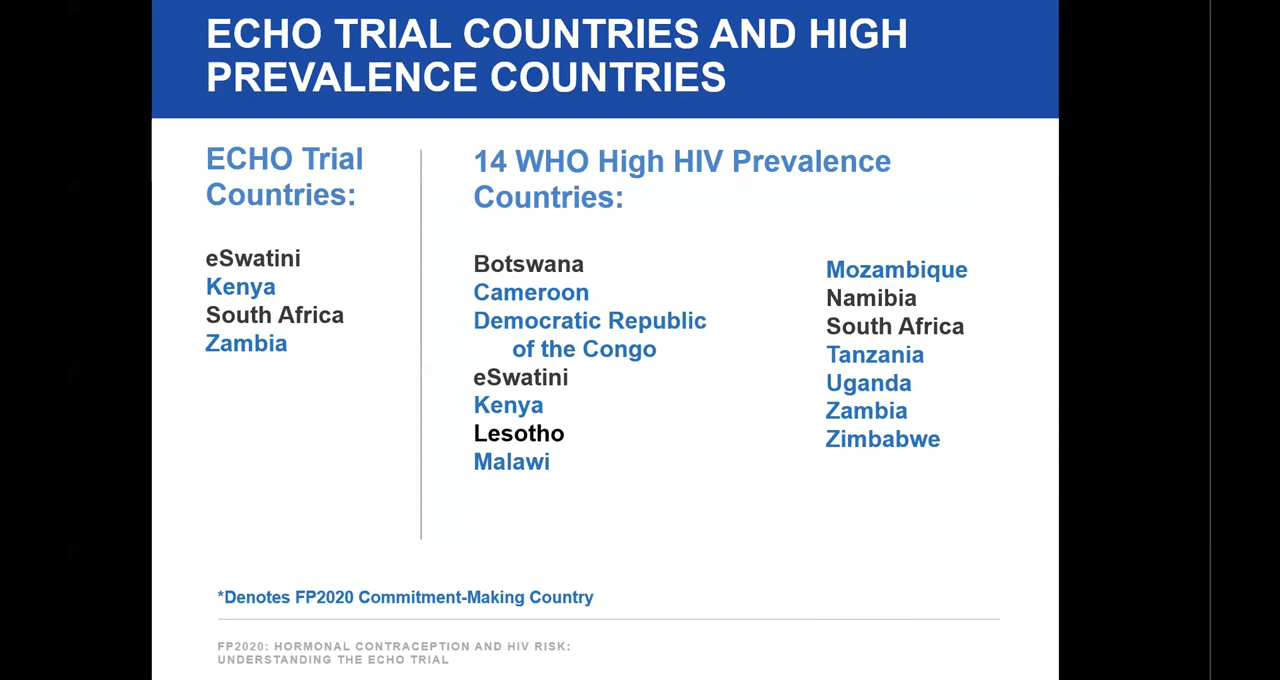 ECHO TRIAL COUNTRIES AND HIGH
PREVALENCE COUNTRIES
ECHO Trial
Countries:
eSwatini
Kenya
South Africa
Zambia
14 WHO High HIV Prevalence
Countries:
Botswana
Cameroon
Democratic Republic
of the Congo
eSwatini
Kenya
Lesotho
Malawi
Mozambique
Namibia
South Africa
Tanzania
Uganda
Zambia
Zimbabwe
*Denotes FP2020 Commitment-Making Country
FP2020: HORMONAL CONTRACEPTION AND HIV RISK:
UNDERSTANDING THE ECHO TRIAL